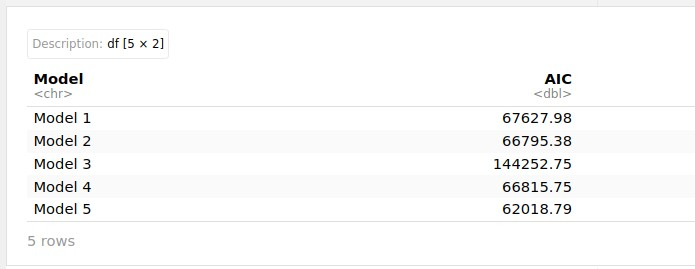 Description: df [5 × 2]
Model AIC
<chr> <dbl>
Model 1 67627.98
Model 2 66795.38
Model 3 144252.75
Model 4 66815.75
Model 5 62018.79
5 rows